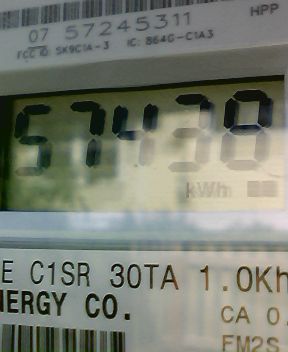 HPP
07 57245311
FCC ID: SK9C1A-3 IC: 864G-C1A3
57438
kWh
E C1SR 30TA 1.0Kh
NERGY CO.
CA 0.
FM2S